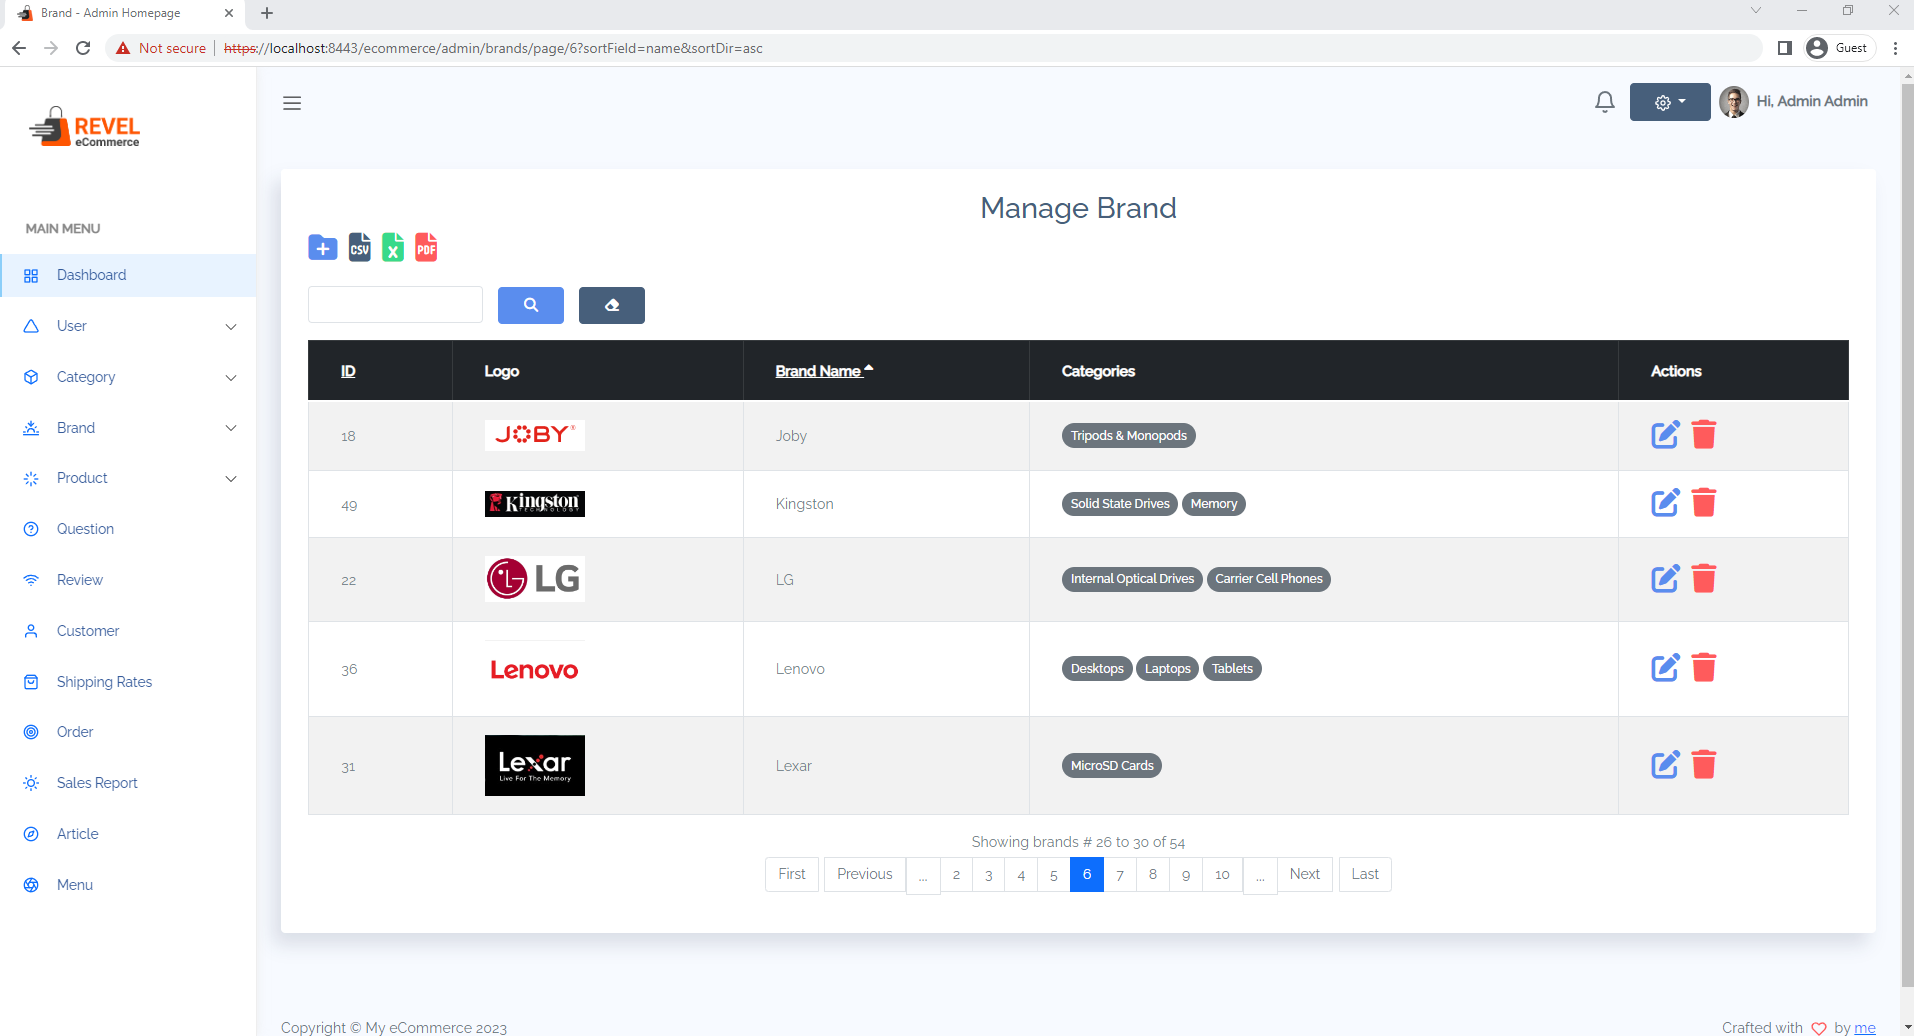 Brand - Admin Homepage
Not secure https://localhost:8443/ecommerce/admin/brands/page/6?sortField=name&sortDir=asc Guest
REVEL
eCommerce
Hi, Admin Admin
MAIN MENU
Dashboard
User
Category
Brand
Product
Question
Review
Customer
Shipping Rates
Order
Sales Report
Article
Menu
Manage Brand
CSV X PDF
ID Logo Brand Name Categories Actions
18 JOBY® Joby Tripods & Monopods
49 Kingston TECHNOLOGY Kingston Solid State Drives Memory
22 LG LG Internal Optical Drives Carrier Cell Phones
36 Lenovo Lenovo Desktops Laptops Tablets
31 Lexar Live For The Memory Lexar MicroSD Cards
Showing brands # 26 to 30 of 54
First Previous ... 2 3 4 5 6 7 8 9 10 ... Next Last
Copyright © My eCommerce 2023
Crafted with by me